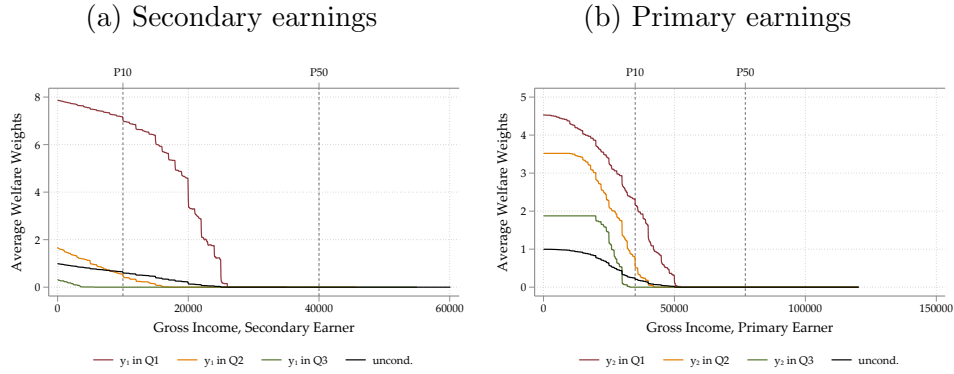 (a) Secondary earnings
P10 P50
8
6
4
2
0
Average Welfare Weights
0 20000 40000 60000
Gross Income, Secondary Earner
y₁ in Q1 y₁ in Q2 y₁ in Q3 uncond.
(b) Primary earnings
P10 P50
5
4
3
2
1
0
Average Welfare Weights
0 50000 100000 150000
Gross Income, Primary Earner
y₂ in Q1 y₂ in Q2 y₂ in Q3 uncond.